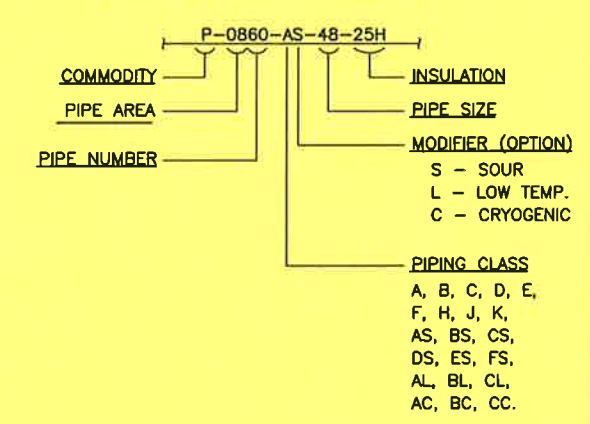 P-0860-AS-48-25H
COMMODITY
INSULATION
PIPE AREA
PIPE SIZE
PIPE NUMBER
MODIFIER (OPTION)
S - SOUR
L - LOW TEMP.
C - CRYOGENIC
PIPING CLASS
A, B, C, D, E,
F, H, J, K,
AS, BS, CS,
DS, ES, FS,
AL, BL, CL,
AC, BC, CC.